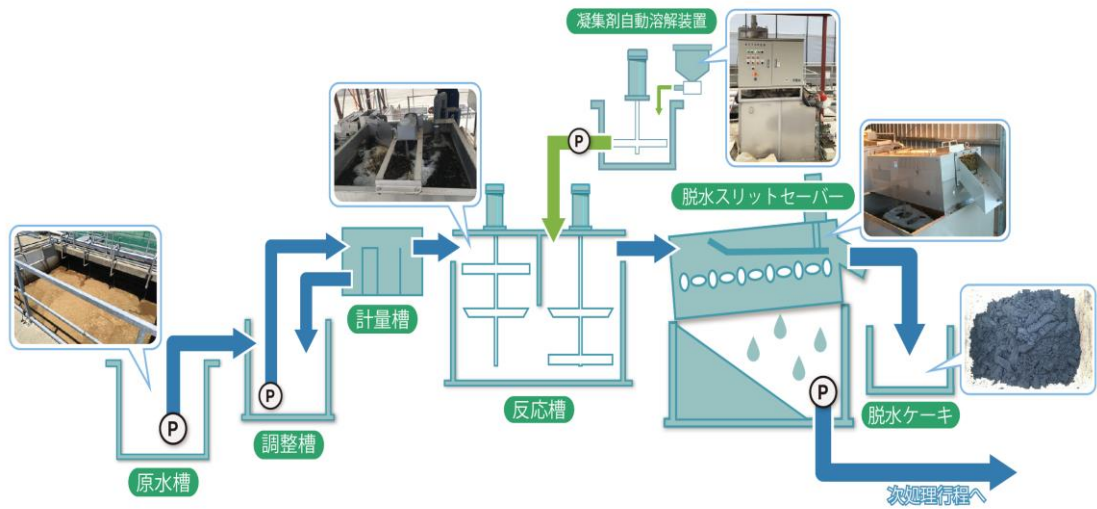 凝集剤自動溶解装置
P
脱水スリットセーバー
計量槽
P
P
P
反応槽
調整槽
原水槽
脱水ケーキ
次処理行程へ